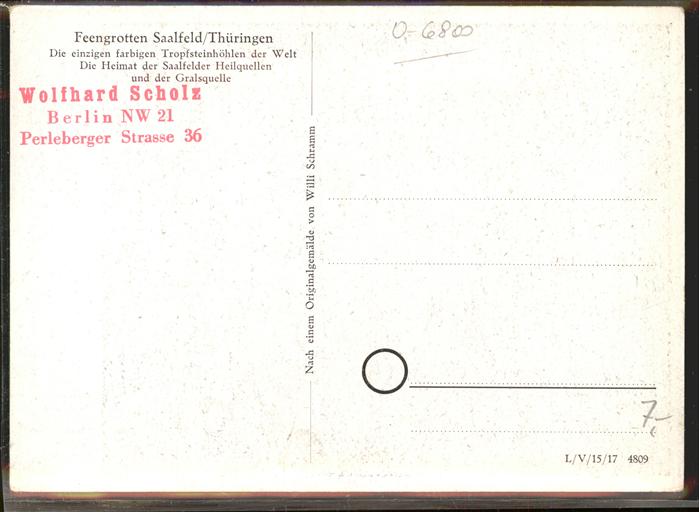 Feengrotten Saalfeld/Thüringen
Die einzigen farbigen Tropfsteinhöhlen der Welt
Die Heimat der Saalfelder Heilquellen
und der Gralsquelle
Wolfhard Scholz
Berlin NW 21
Perleberger Strasse 36
Nach einem Originalgemälde von Willi Schramm
O-6800
7,-
L/V/15/17 4809